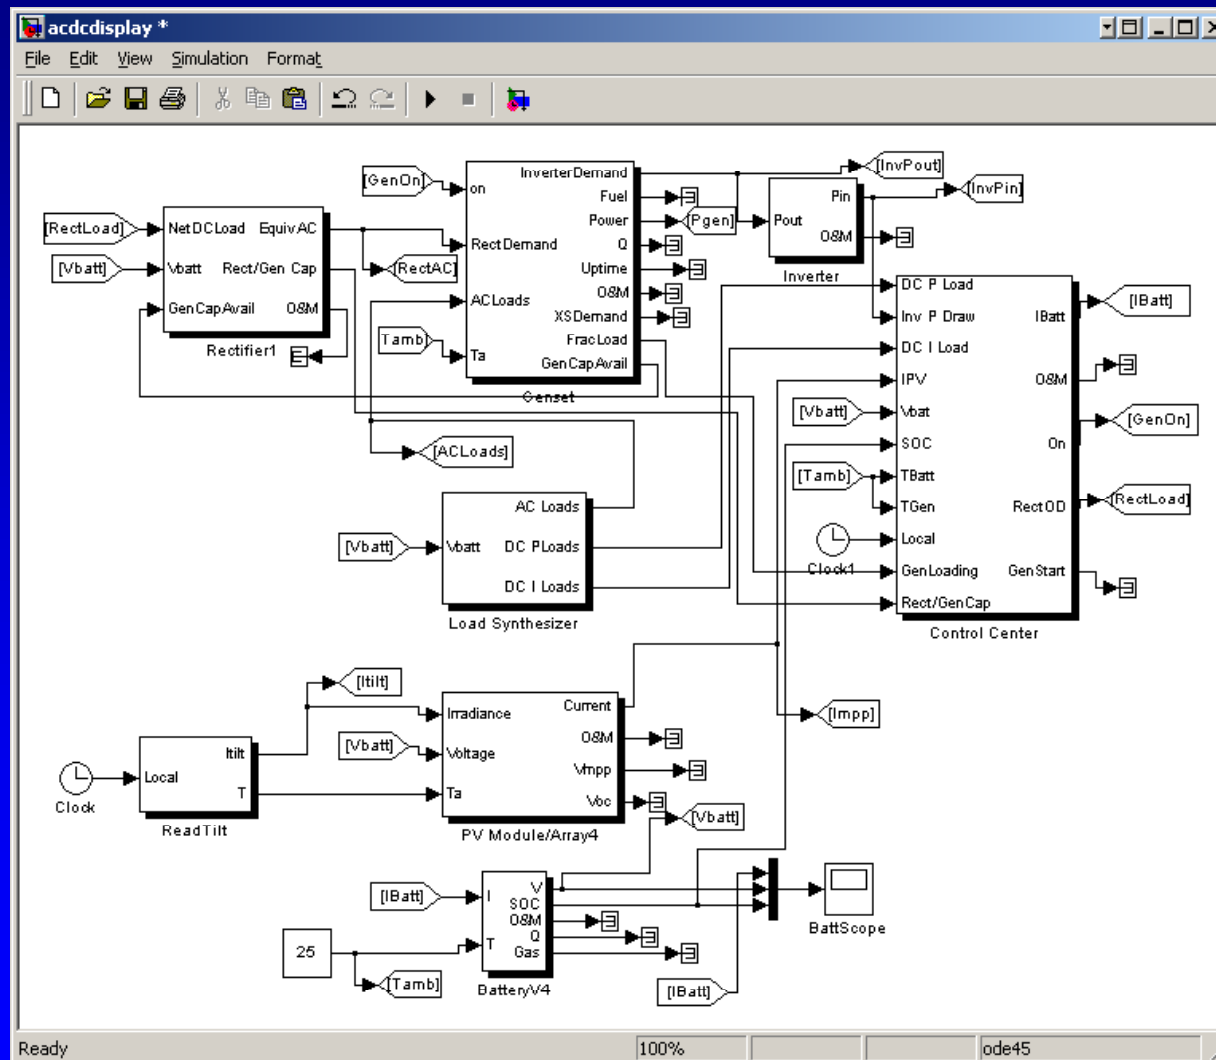 acdcdisplay *
File Edit View Simulation Format
[GenOn]
on
InverterDemand
Fuel
Power
Q
Uptime
O&M
XSDemand
FracLoad
GenCapAvail
RectDemand
ACLoads
Ta
Genset
[InvPout]
[InvPin]
[Pgen]
Pout
Pin
O&M
Inverter
[RectLoad]
[Vbatt]
NetDCLoad
Vbatt
GenCapAvail
EquivAC
Rect/Gen Cap
O&M
Rectifier1
[RectAC]
Tamb
[ACLoads]
DC P Load
Inv P Draw
DC I Load
IPV
Vbat
SOC
TBatt
TGen
Local
GenLoading
Rect/GenCap
IBatt
O&M
On
RectOD
GenStart
Control Center
[IBatt]
[GenOn]
[RectLoad]
[Vbatt]
[Tamb]
Clock1
[Vbatt]
Vbatt
AC Loads
DC PLoads
DC I Loads
Load Synthesizer
[Itilt]
[Vbatt]
Irradiance
Voltage
Ta
Current
O&M
Vmpp
Voc
PV Module/Array4
[Impp]
[Vbatt]
Clock
Local
Itilt
T
ReadTilt
[IBatt]
I
T
V
SOC
O&M
Q
Gas
BatteryV4
25
[Tamb]
[IBatt]
BattScope
Ready
100%
ode45